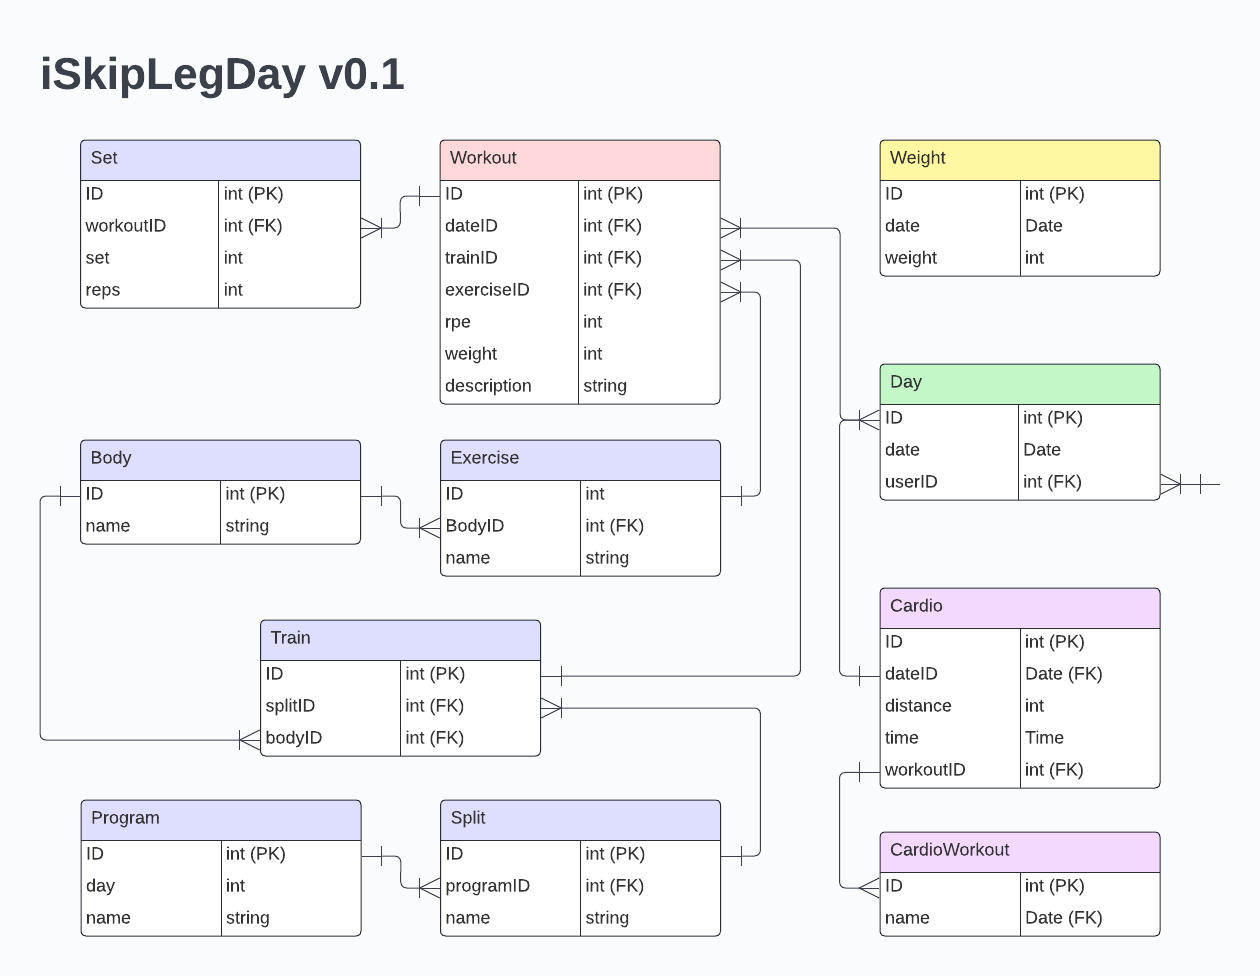 iSkipLegDay v0.1
Set
ID int (PK)
workoutID int (FK)
set int
reps int
Workout
ID int (PK)
dateID int (FK)
trainID int (FK)
exerciseID int (FK)
rpe int
weight int
description string
Weight
ID int (PK)
date Date
weight int
Day
ID int (PK)
date Date
userID int (FK)
Body
ID int (PK)
name string
Exercise
ID int
BodyID int (FK)
name string
Train
ID int (PK)
splitID int (FK)
bodyID int (FK)
Cardio
ID int (PK)
dateID Date (FK)
distance int
time Time
workoutID int (FK)
Program
ID int (PK)
day int
name string
Split
ID int (PK)
programID int (FK)
name string
CardioWorkout
ID int (PK)
name Date (FK)